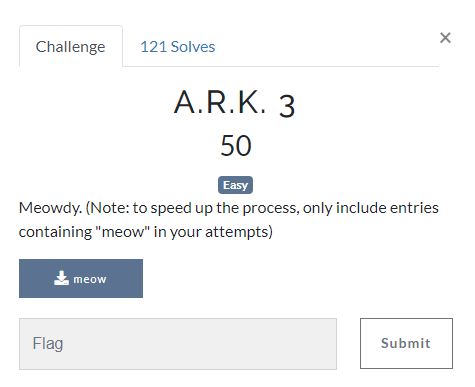 Challenge
121 Solves
×
A.R.K. 3
50
Easy
Meowdy. (Note: to speed up the process, only include entries
containing "meow" in your attempts)
meow
Flag
Submit